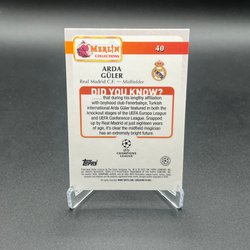 Merlin
COLLECTIONS
40
ARDA
GÜLER
Real Madrid C.F. — Midfielder
DID YOU KNOW?
that during his lengthy affiliation
with boyhood club Fenerbahçe, Turkish
international Arda Güler featured in both the
knockout stages of the UEFA Europa League
and UEFA Conference League. Snapped
up by Real Madrid at just eighteen years
of age, it's clear the midfield magician
has an extremely bright future.
UEFA
CHAMPIONS
LEAGUE
Topps